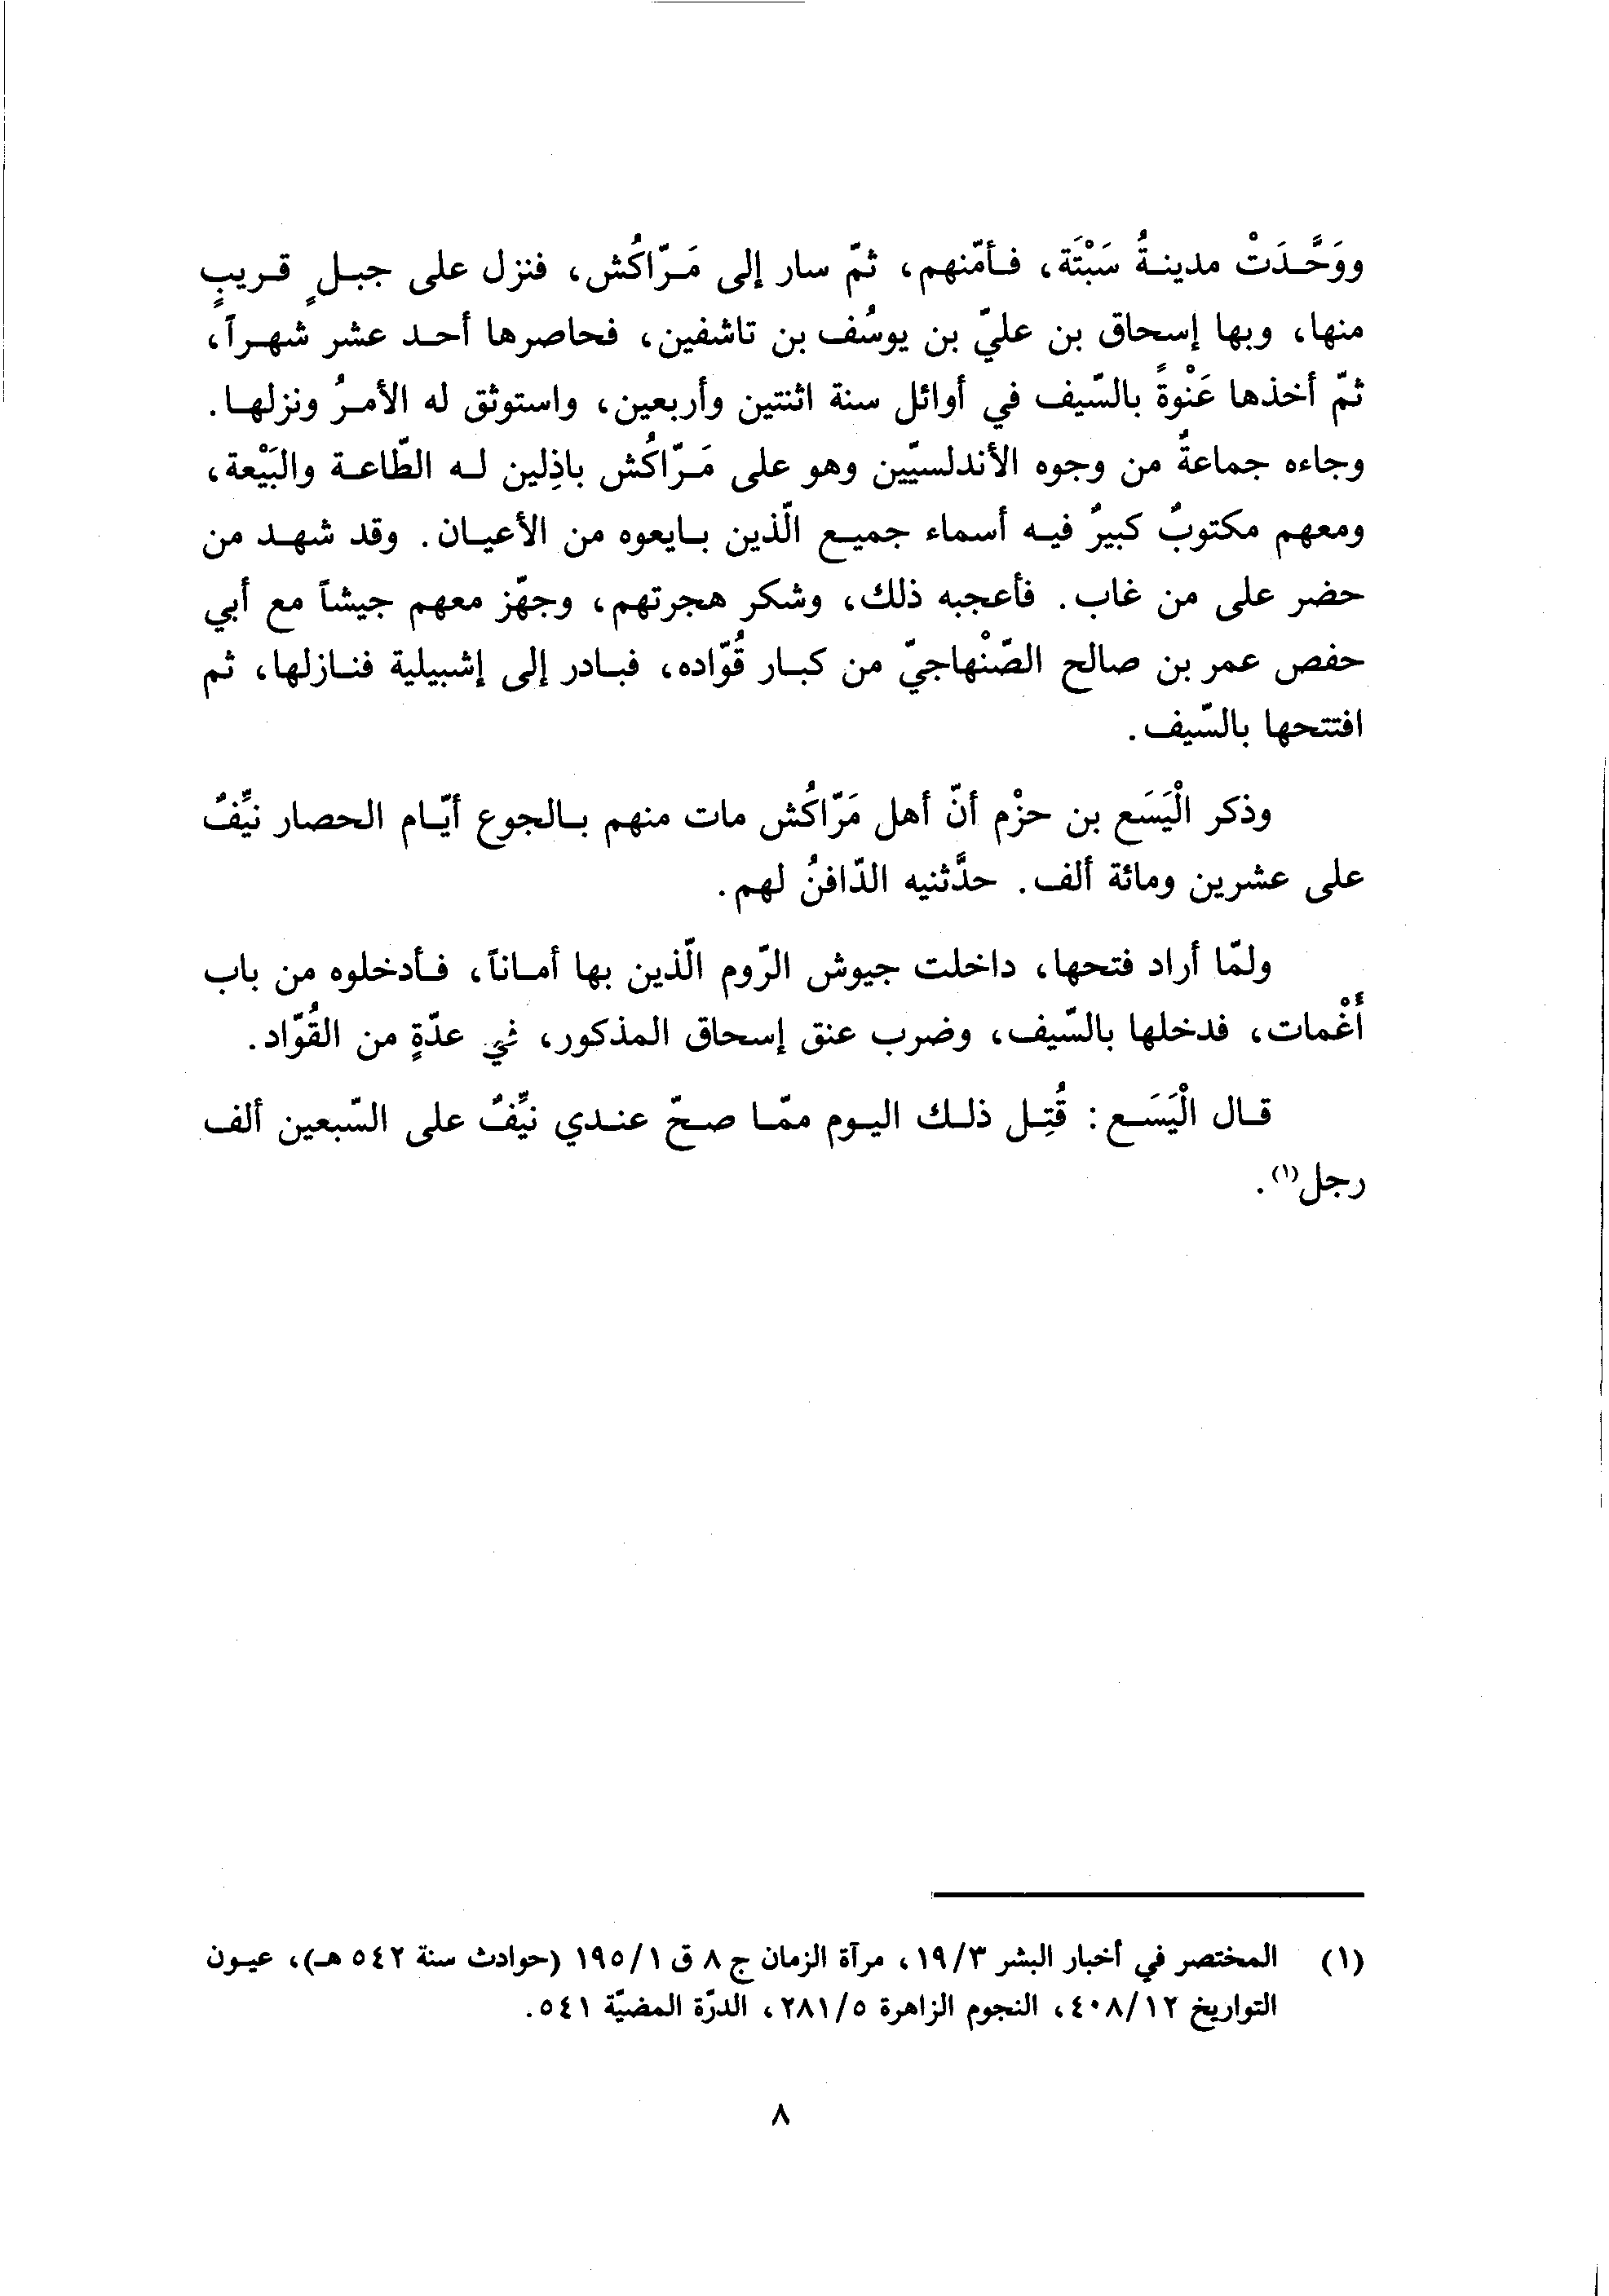 ووَحَّدَتْ مدينةُ سَبْتَة، فأمّنهم، ثمّ سار إلى مَرّاكُش، فنزل على جبلٍ قريبٍ
منها، وبها إسحاق بن عليّ بن يوسُف بن تاشفين، فحاصرها أحد عشر شهراً،
ثمّ أخذها عَنْوةً بالسّيف في أوائل سنة اثنتين وأربعين، واستوثق له الأمرُ ونزلها.
وجاءه جماعةٌ من وجوه الأندلسيّين وهو على مَرّاكُش باذِلين له الطّاعة والبَيْعة،
ومعهم مكتوبٌ كبيرٌ فيه أسماء جميع الّذين بايعوه من الأعيان. وقد شهد من
حضر على من غاب. فأعجبه ذلك، وشكر هجرتهم، وجهّز معهم جيشاً مع أبي
حفص عمر بن صالح الصّنْهاجيّ من كبار قُوّاده، فبادر إلى إشبيلية فنازلها، ثم
افتتحها بالسّيف.
وذكر الْيَسَع بن حزْم أنّ أهل مَرّاكُش مات منهم بالجوع أيّام الحصار نيِّفٌ
على عشرين ومائة ألف. حدَّثنيه الدّافنُ لهم.
ولمّا أراد فتحها، داخلت جيوش الرّوم الّذين بها أماناً، فأدخلوه من باب
أَغْمات، فدخلها بالسّيف، وضرب عنق إسحاق المذكور، في عدّةٍ من القُوّاد.
قال الْيَسَع: قُتِل ذلك اليوم ممّا صحّ عندي نيِّفٌ على السّبعين ألف
رجل(١).
(١) المختصر في أخبار البشر ١٩/٣، مرآة الزمان ج ٨ ق ١٩٥/١ (حوادث سنة ٥٤٢ هـ)، عيون
التواريخ ٤٠٨/١٢، النجوم الزاهرة ٢٨١/٥، الدرّة المضيّة ٥٤١.
٨